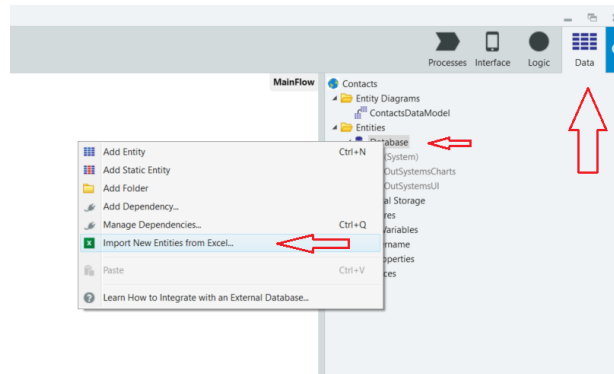 Processes Interface Logic Data
MainFlow
Contacts
Entity Diagrams
ContactsDataModel
Entities
Database
(System)
OutSystemsCharts
OutSystemsUI
al Storage
res
Variables
rname
operties
ces
Add Entity Ctrl+N
Add Static Entity
Add Folder
Add Dependency...
Manage Dependencies... Ctrl+Q
Import New Entities from Excel...
Paste Ctrl+V
Learn How to Integrate with an External Database...